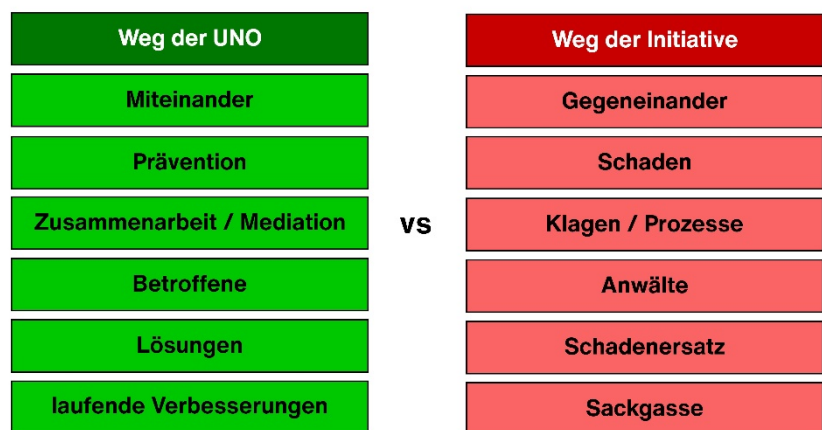 Weg der UNO
Miteinander
Prävention
Zusammenarbeit / Mediation
Betroffene
Lösungen
laufende Verbesserungen
vs
Weg der Initiative
Gegeneinander
Schaden
Klagen / Prozesse
Anwälte
Schadenersatz
Sackgasse